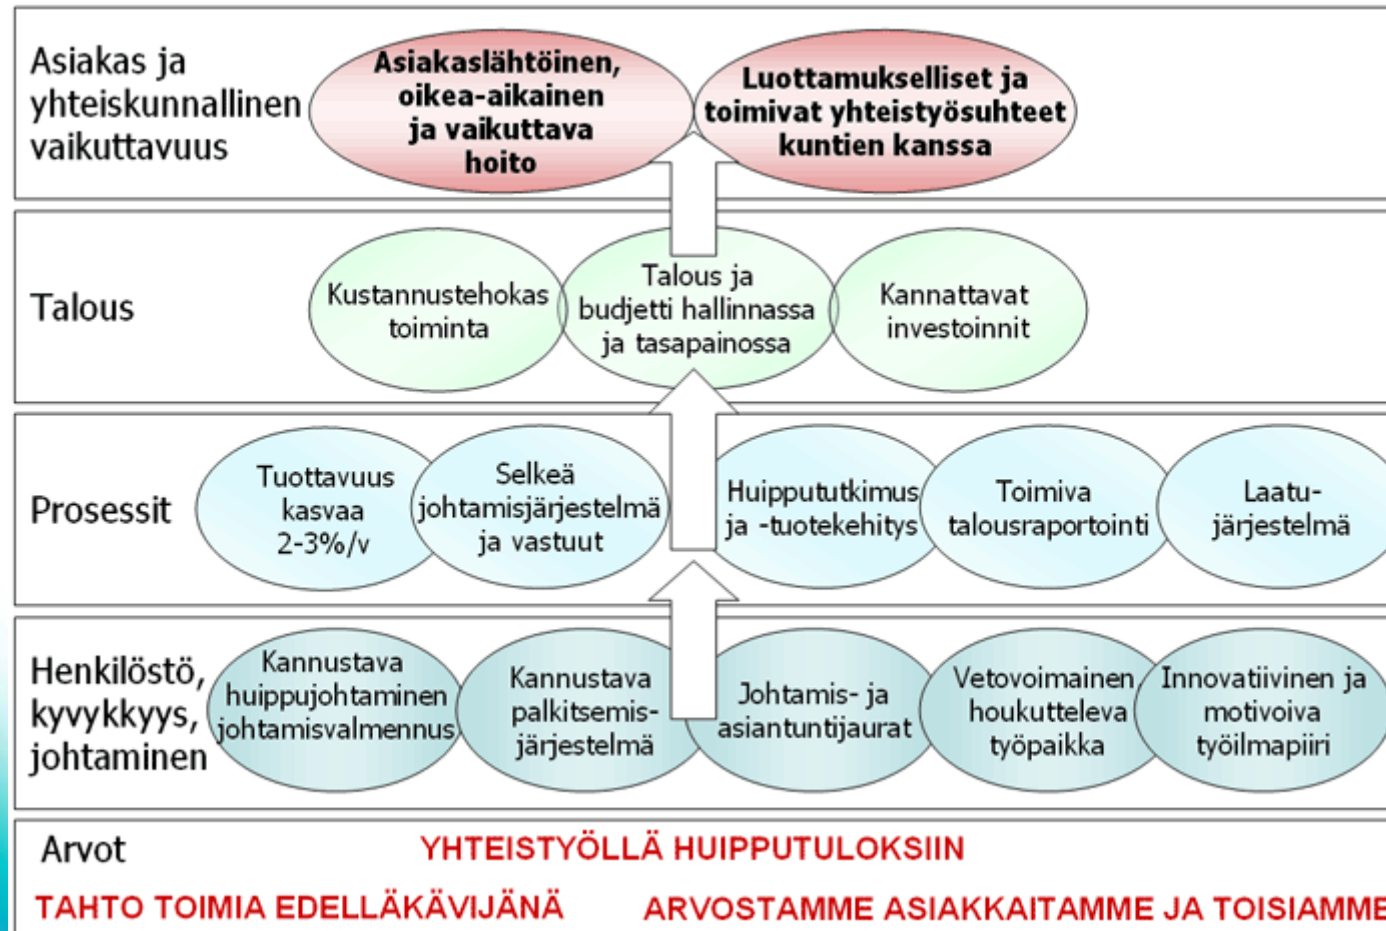 Asiakas ja
yhteiskunnallinen
vaikuttavuus
Asiakaslähtöinen,
oikea-aikainen
ja vaikuttava
hoito
Luottamukselliset ja
toimivat yhteistyösuhteet
kuntien kanssa
Talous
Kustannustehokas
toiminta
Talous ja
budjetti hallinnassa
ja tasapainossa
Kannattavat
investoinnit
Prosessit
Tuottavuus
kasvaa
2-3%/v
Selkeä
johtamisjärjestelmä
ja vastuut
Huippututkimus
ja -tuotekehitys
Toimiva
talousraportointi
Laatu-
järjestelmä
Henkilöstö,
kyvykkyys,
johtaminen
Kannustava
huippujohtaminen
johtamisvalmennus
Kannustava
palkitsemis-
järjestelmä
Johtamis- ja
asiantuntijaurat
Vetovoimainen
houkutteleva
työpaikka
Innovatiivinen ja
motivoiva
työilmapiiri
Arvot
YHTEISTYÖLLÄ HUIPPUTULOKSIIN
TAHTO TOIMIA EDELLÄKÄVIJÄNÄ
ARVOSTAMME ASIAKKAITAMME JA TOISIAMME